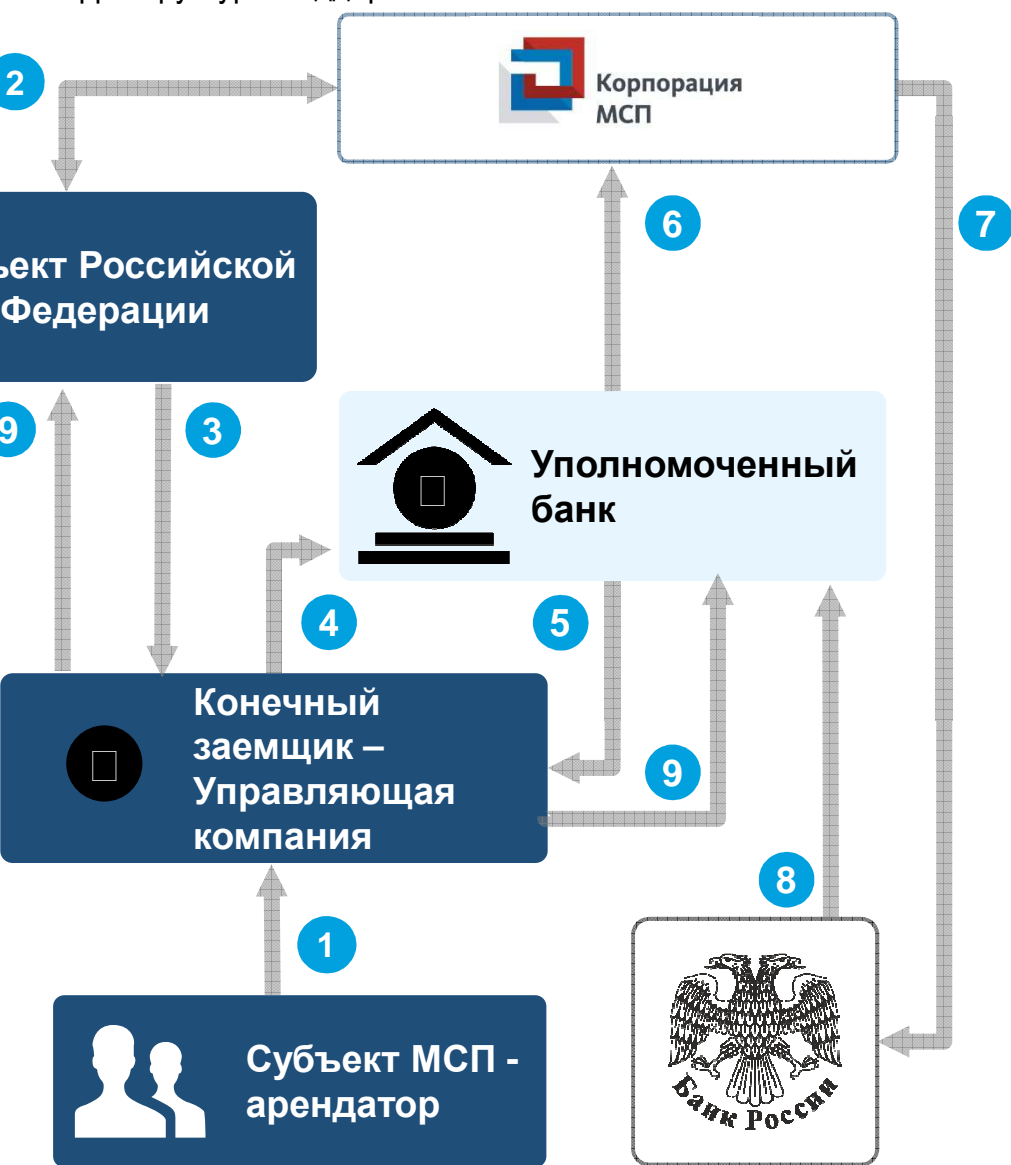 2
Корпорация
МСП
6
7
ъект Российской
Федерации
9
3
Уполномоченный
банк
4
5
Конечный
заемщик –
Управляющая
компания
9
8
1
Субъект МСП -
арендатор
Банк России